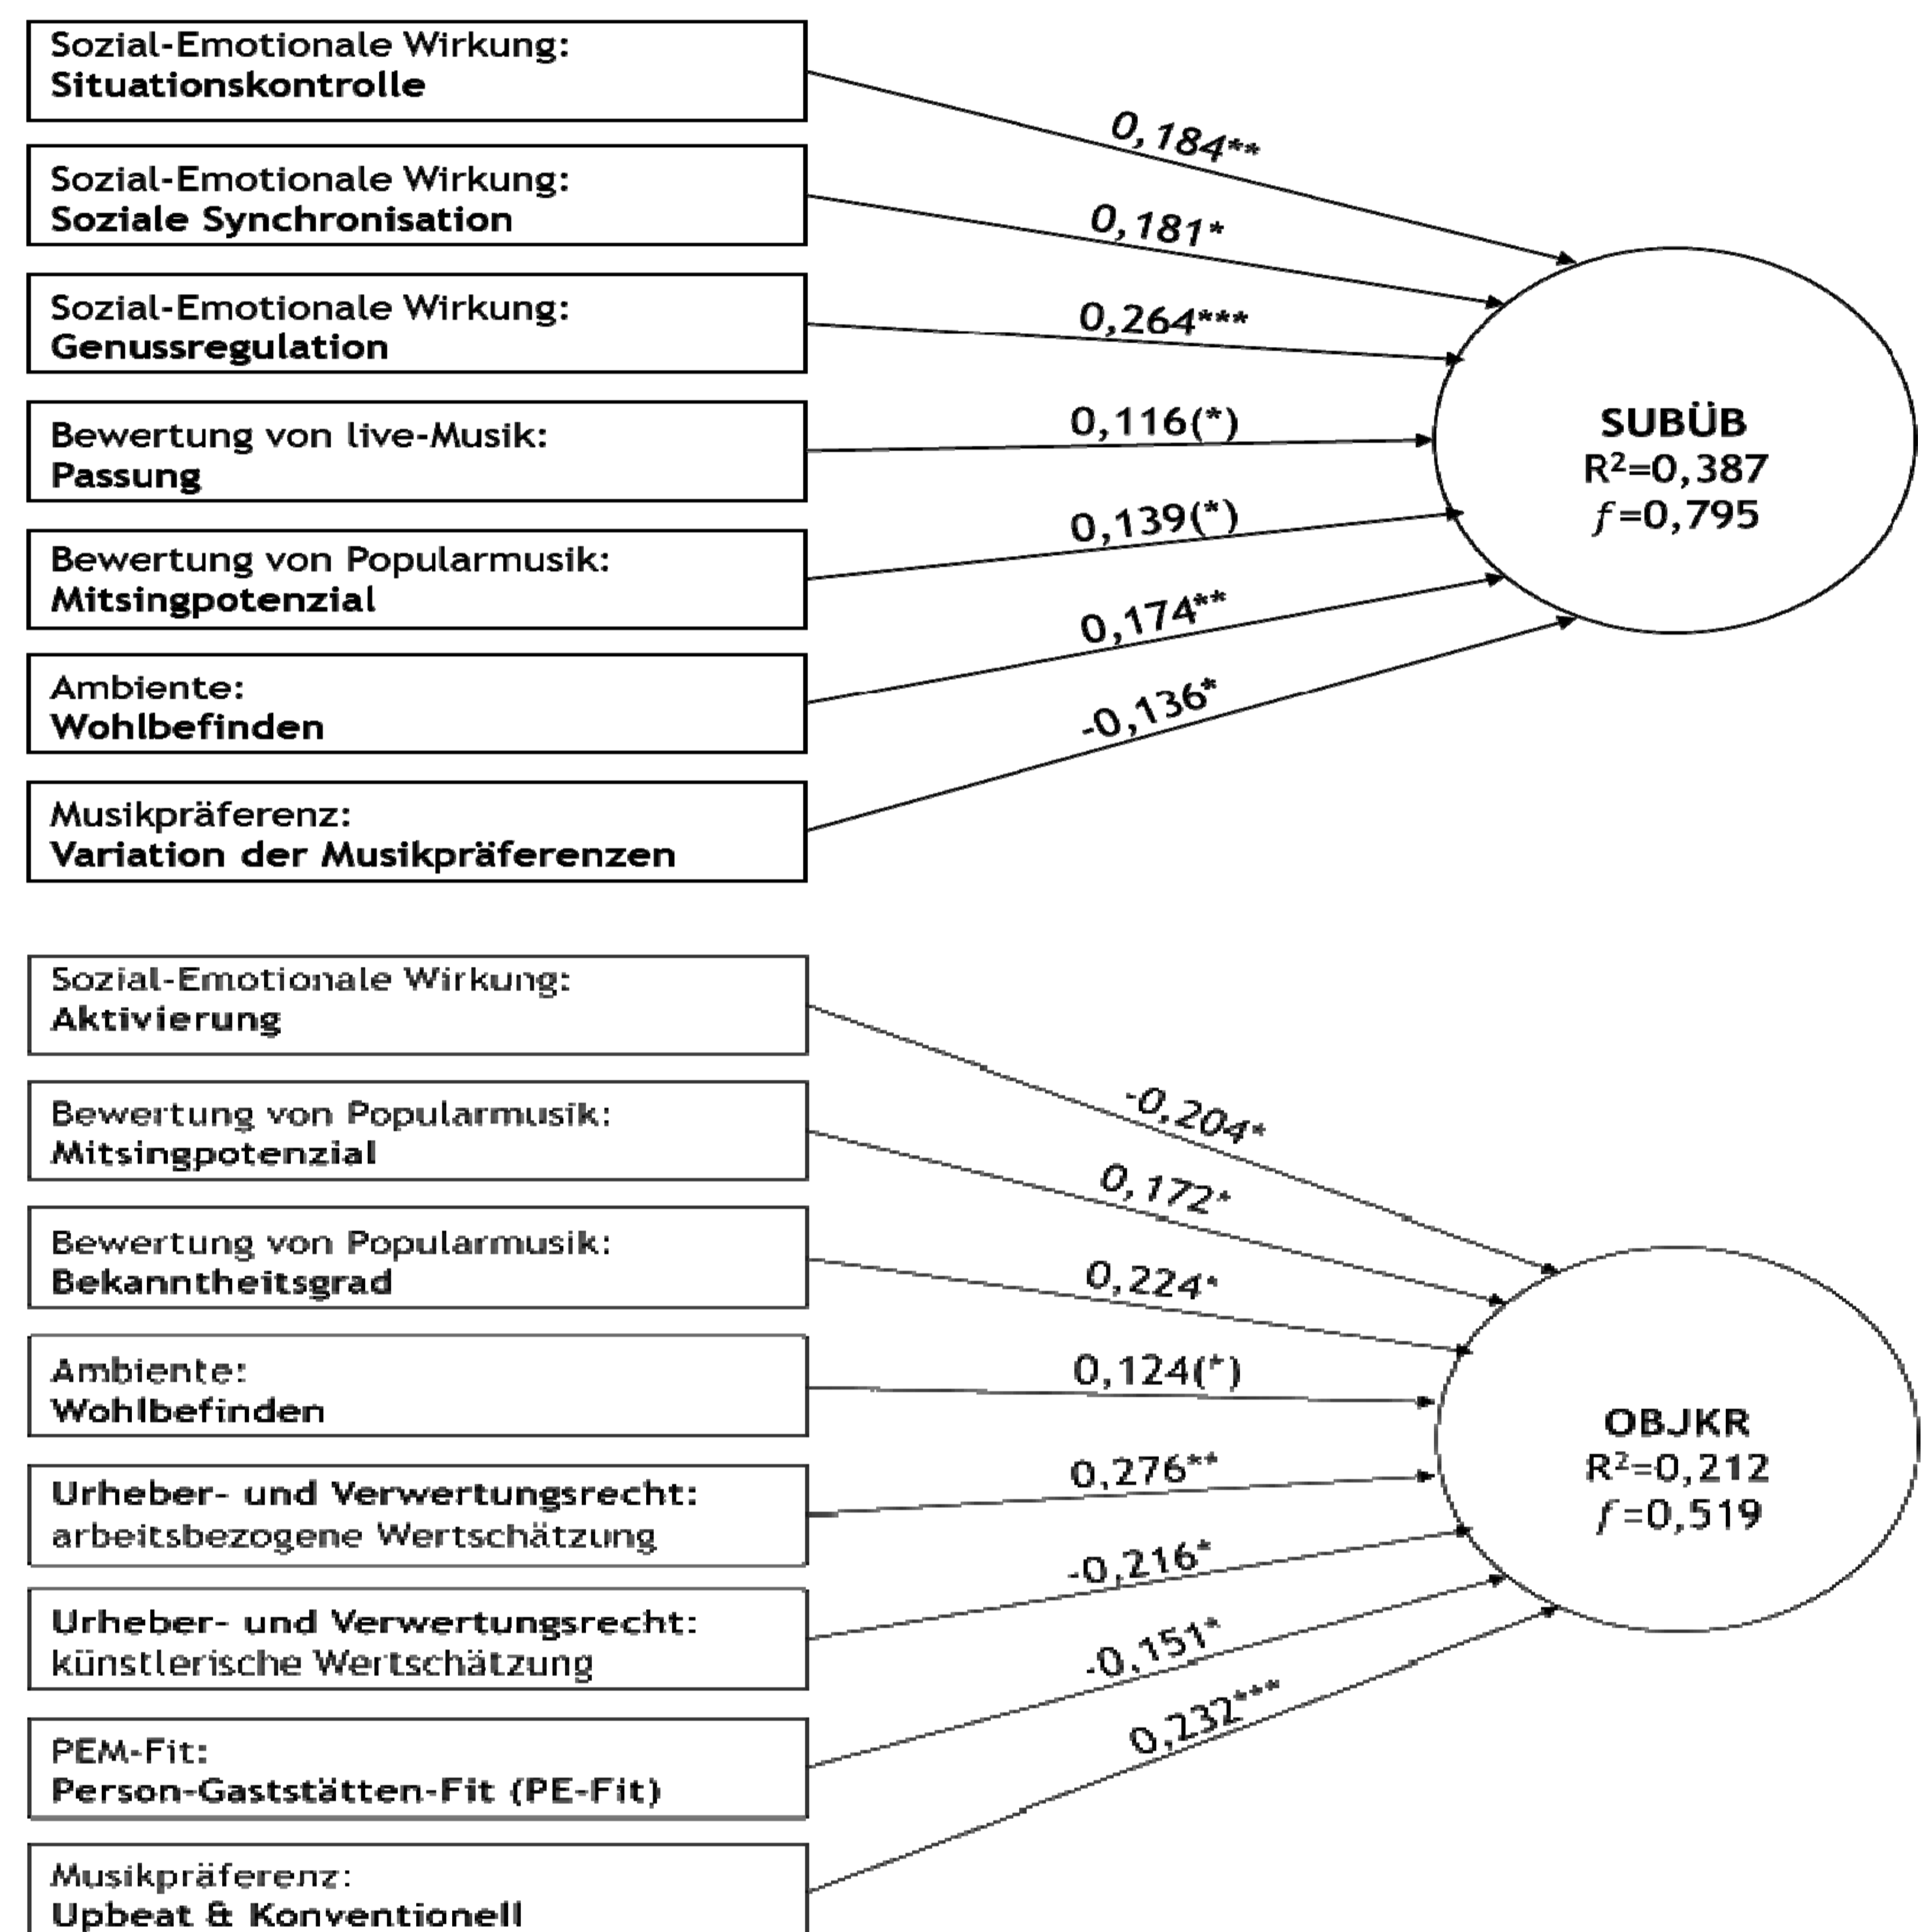 Sozial-Emotionale Wirkung:
Situationskontrolle
0,184**
Sozial-Emotionale Wirkung:
Soziale Synchronisation
0,181*
Sozial-Emotionale Wirkung:
Genussregulation
0,264***
Bewertung von live-Musik:
Passung
0,116(*)
Bewertung von Popularmusik:
Mitsingpotenzial
0,139(*)
Ambiente:
Wohlbefinden
0,174**
Musikpräferenz:
Variation der Musikpräferenzen
-0,136*
SUBÜB
R²=0,387
f=0,795
Sozial-Emotionale Wirkung:
Aktivierung
-0,204*
Bewertung von Popularmusik:
Mitsingpotenzial
0,172*
Bewertung von Popularmusik:
Bekanntheitsgrad
0,224*
Ambiente:
Wohlbefinden
0,124(*)
Urheber- und Verwertungsrecht:
arbeitsbezogene Wertschätzung
0,276**
Urheber- und Verwertungsrecht:
künstlerische Wertschätzung
-0,216*
PEM-Fit:
Person-Gaststätten-Fit (PE-Fit)
-0,151*
Musikpräferenz:
Upbeat & Konventionell
0,232***
OBJKR
R²=0,212
f=0,519